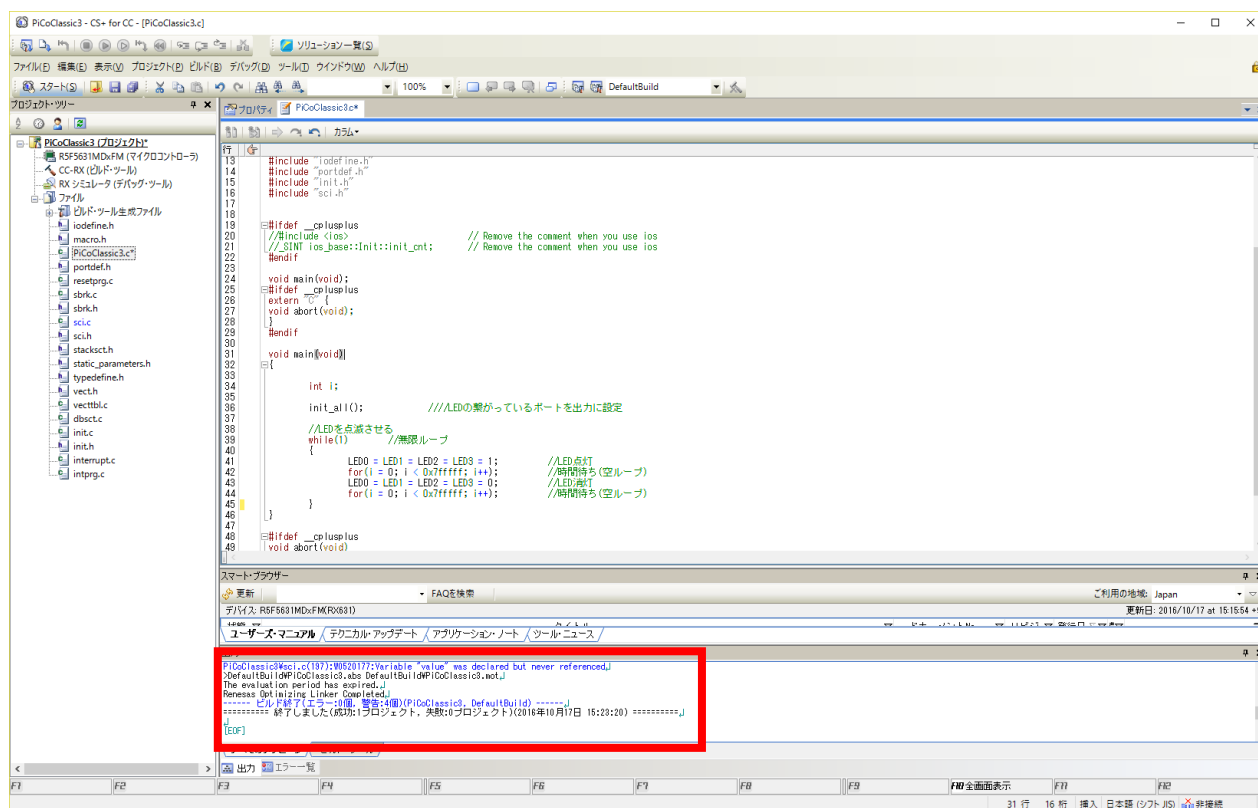 PiCoClassic3 - CS+ for CC - [PiCoClassic3.c]
ソリューション一覧(S)
ファイル(F) 編集(E) 表示(V) プロジェクト(P) ビルド(B) デバッグ(D) ツール(T) ウインドウ(W) ヘルプ(H)
スタート(S) 100% DefaultBuild
プロジェクト・ツリー
PiCoClassic3 (プロジェクト)*
R5F5631MDxFM (マイクロコントローラ)
CC-RX (ビルド・ツール)
RX シミュレータ (デバッグ・ツール)
ファイル
ビルド・ツール生成ファイル
iodefine.h
macro.h
PiCoClassic3.c*
portdef.h
resetprg.c
sbrk.c
sbrk.h
sci.c
sci.h
stacksct.h
static_parameters.h
typedefine.h
vect.h
vecttbl.c
dbsct.c
init.c
init.h
interrupt.c
intprg.c
プロパティ PiCoClassic3.c*
カラム
行
13 #include "iodefine.h"
14 #include "portdef.h"
15 #include "init.h"
16 #include "sci.h"
17
18
19 #ifdef __cplusplus
20 //#include <ios> // Remove the comment when you use ios
21 //_SINT ios_base::Init::init_cnt; // Remove the comment when you use ios
22 #endif
23
24 void main(void);
25 #ifdef __cplusplus
26 extern "C" {
27 void abort(void);
28 }
29 #endif
30
31 void main(void)
32 {
33
34 int i;
35
36 init_all(); ////LEDの繋がっているポートを出力に設定
37
38 //LEDを点滅させる
39 while(1) //無限ループ
40 {
41 LED0 = LED1 = LED2 = LED3 = 1; //LED点灯
42 for(i = 0; i < 0x7fffff; i++); //時間待ち(空ループ)
43 LED0 = LED1 = LED2 = LED3 = 0; //LED消灯
44 for(i = 0; i < 0x7fffff; i++); //時間待ち(空ループ)
45 }
46 }
47
48 #ifdef __cplusplus
49 void abort(void)
スマート・ブラウザー
更新 FAQを検索 ご利用の地域: Japan
デバイス: R5F5631MDxFM(RX631) 更新日: 2016/10/17 at 15:15:54
ユーザーズ・マニュアル テクニカル・アップデート アプリケーション・ノート ツール・ニュース
PiCoClassic3¥sci.c(197):W0520177:Variable "value" was declared but never referenced
>DefaultBuild¥PiCoClassic3.abs DefaultBuild¥PiCoClassic3.mot
The evaluation period has expired.
Renesas Optimizing Linker Completed
------ ビルド終了(エラー:0個, 警告:4個)(PiCoClassic3, DefaultBuild) ------
========== 終了しました(成功:1プロジェクト, 失敗:0プロジェクト)(2016年10月17日 15:23:20) ==========
[EOF]
出力 エラー一覧
F1 F2 F3 F4 F5 F6 F7 F8 F9 F10 全画面表示 F11 F12
31 行 16 桁 挿入 日本語 (シフト JIS) 非接続